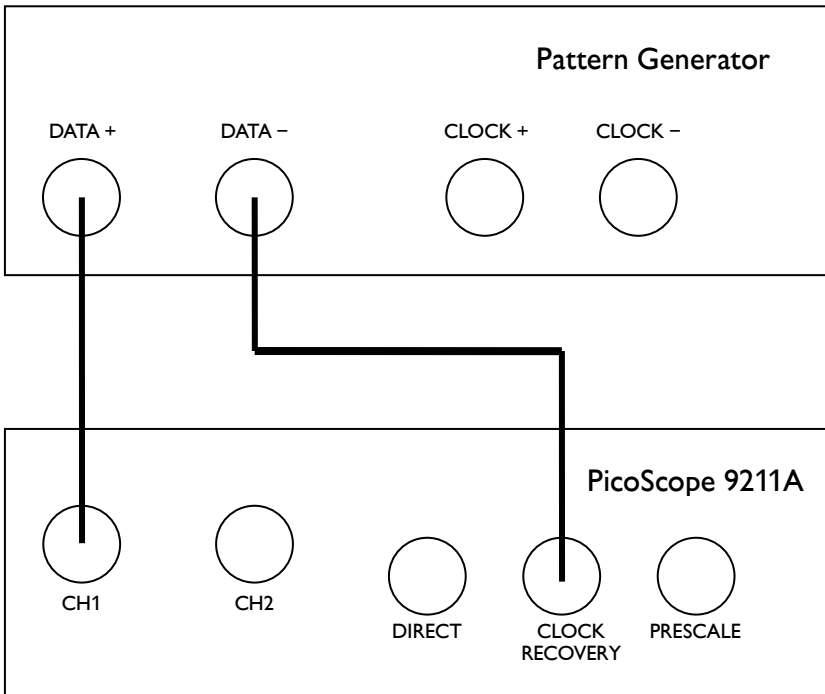 Pattern Generator
DATA +
DATA –
CLOCK +
CLOCK –
PicoScope 9211A
CH1
CH2
DIRECT
CLOCK
RECOVERY
PRESCALE